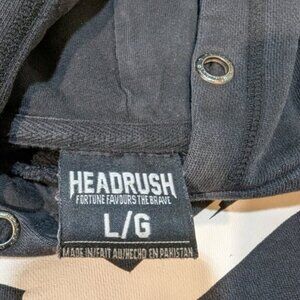 HEADRUSH
FORTUNE FAVOURS THE BRAVE
L/G
MADE IN/FAIT AU/HECHO EN PAKISTAN